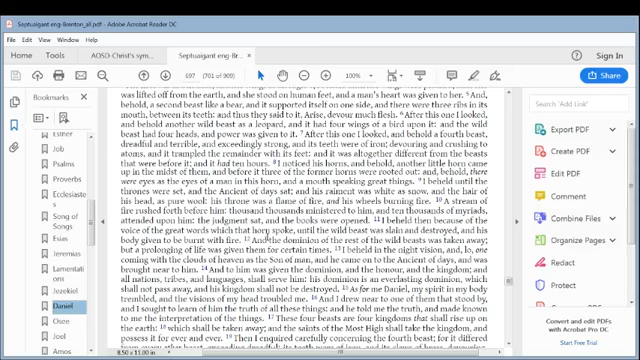 Septuaigant eng-Brenton_all.pdf - Adobe Acrobat Reader DC
File Edit View Window Help
Home Tools AOSD-Christ's sym... Septuaigant eng-Br... × Sign In
697 (701 of 909) 100% Share
Bookmarks
Esther
Job
Psalms
Proverbs
Ecclesiaste
s
Song of
Songs
Esias
Jeremias
Lamentati
ons
Jezekiel
Daniel
Osee
Joel
Amos
was lifted off from the earth, and she stood on human feet, and a man's heart was given to her. 5 And,
behold, a second beast like a bear, and it supported itself on one side, and there were three ribs in its
mouth, between its teeth: and thus they said to it, Arise, devour much flesh. 6 After this one I looked,
and behold another wild beast as a leopard, and it had four wings of a bird upon it: and the wild
beast had four heads, and power was given to it. 7 After this one I looked, and behold a fourth beast,
dreadful and terrible, and exceedingly strong, and its teeth were of iron; devouring and crushing to
atoms, and it trampled the remainder with its feet: and it was altogether different from the beasts
that were before it; and it had ten horns. 8 I noticed his horns, and behold, another little horn came
up in the midst of them, and before it three of the former horns were rooted out: and, behold, there
were eyes as the eyes of a man in this horn, and a mouth speaking great things. 9 I beheld until the
thrones were set, and the Ancient of days sat; and his raiment was white as snow, and the hair of
his head, as pure wool: his throne was a flame of fire, and his wheels burning fire. 10 A stream of
fire rushed forth before him: thousand thousands ministered to him, and ten thousands of myriads,
attended upon him: the judgment sat, and the books were opened. 11 I beheld then because of the
voice of the great words which that horn spoke, until the wild beast was slain and destroyed, and his
body given to be burnt with fire. 12 And the dominion of the rest of the wild beasts was taken away;
but a prolonging of life was given them for certain times. 13 I beheld in the night vision, and, lo, one
coming with the clouds of heaven as the Son of man, and he came on to the Ancient of days, and was
brought near to him. 14 And to him was given the dominion, and the honour, and the kingdom; and
all nations, tribes, and languages, shall serve him: his dominion is an everlasting dominion, which
shall not pass away, and his kingdom shall not be destroyed. 15 As for me Daniel, my spirit in my body
trembled, and the visions of my head troubled me. 16 And I drew near to one of them that stood by,
and I sought to learn of him the truth of all these things: and he told me the truth, and made known
to me the interpretation of the things. 17 These four beasts are four kingdoms that shall rise up on
the earth: 18 which shall be taken away; and the saints of the Most High shall take the kingdom, and
possess it for ever and ever. 19 Then I enquired carefully concerning the fourth beast; for it differed
8.50 x 11.00 in
Search 'Add Link'
Export PDF
Create PDF
Edit PDF
Comment
Combine Files
Organize Pages
Redact
Protect
Convert and edit PDFs
with Acrobat Pro DC